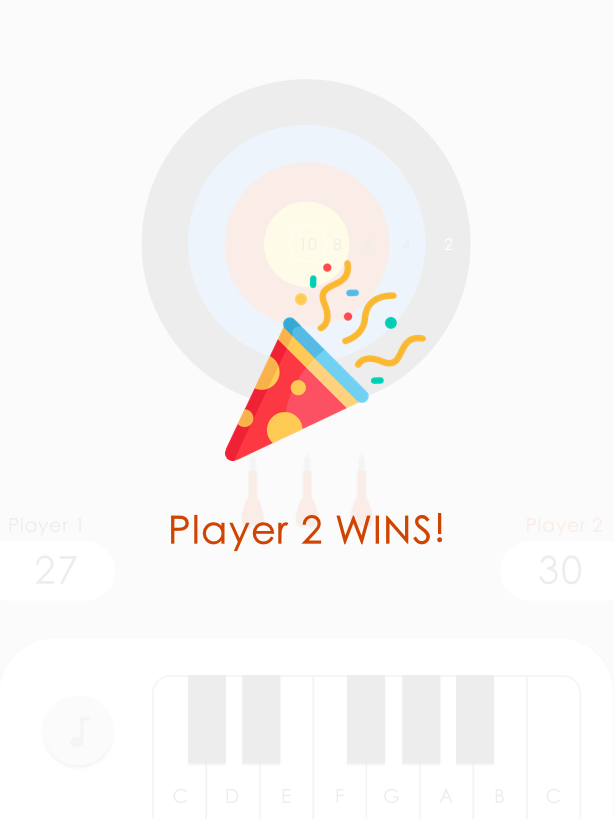 10 8 6 4 2
Player 2 WINS!
Player 1
Player 2
27
30
C D E F G A B C